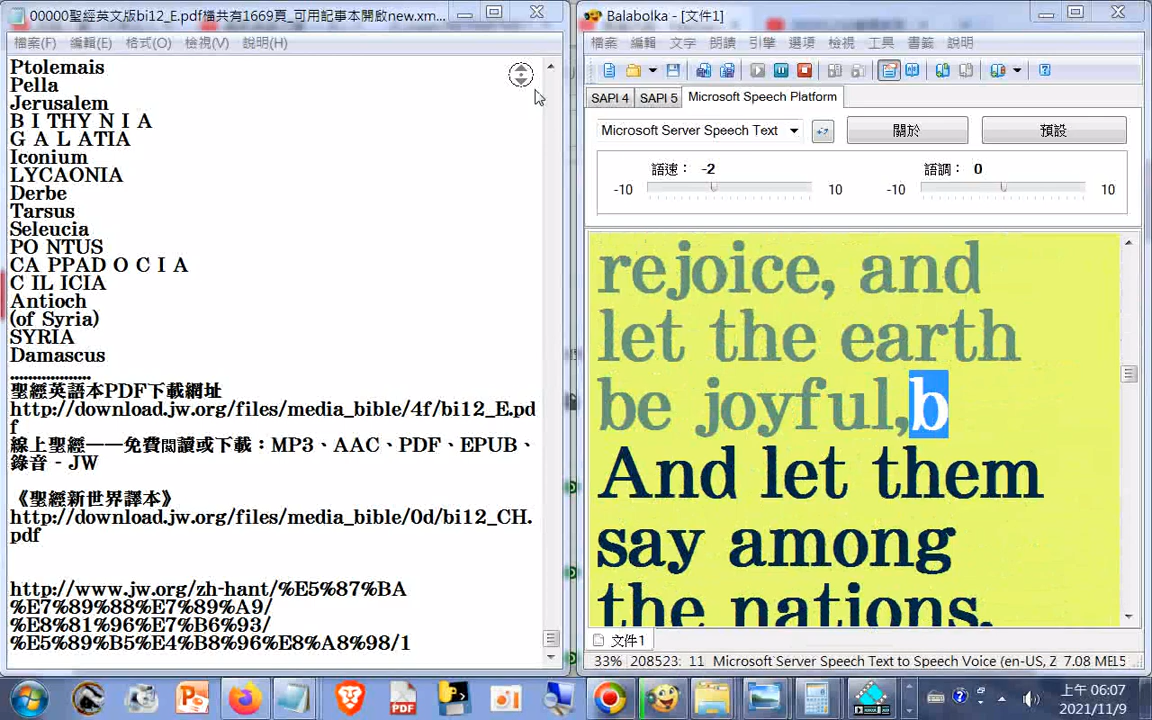 00000聖經英文版bi12_E.pdf檔共有1669頁_可用記事本開啟new.xm...
檔案(F) 編輯(E) 格式(O) 檢視(V) 說明(H)
Ptolemais
Pella
Jerusalem
B I THY N I A
G A L ATIA
Iconium
LYCAONIA
Derbe
Tarsus
Seleucia
PO NTUS
CA PPAD O C I A
C IL ICIA
Antioch
(of Syria)
SYRIA
Damascus
..................
聖經英語本PDF下載網址
http://download.jw.org/files/media_bible/4f/bi12_E.pd
f
線上聖經——免費閱讀或下載：MP3、AAC、PDF、EPUB、
錄音 - JW
《聖經新世界譯本》
http://download.jw.org/files/media_bible/0d/bi12_CH.
pdf
http://www.jw.org/zh-hant/%E5%87%BA
%E7%89%88%E7%89%A9/
%E8%81%96%E7%B6%93/
%E5%89%B5%E4%B8%96%E8%A8%98/1
Balabolka - [文件1]
檔案 編輯 文字 朗讀 引擎 選項 檢視 工具 書籤 說明
SAPI 4 SAPI 5 Microsoft Speech Platform
Microsoft Server Speech Text 關於 預設
語速： -2 語調： 0
-10 10 -10 10
rejoice, and
let the earth
be joyful,b
And let them
say among
the nations,
文件1
33% 208523: 11 Microsoft Server Speech Text to Speech Voice (en-US, Z 7.08 MEL5
PDF
上午 06:07
2021/11/9